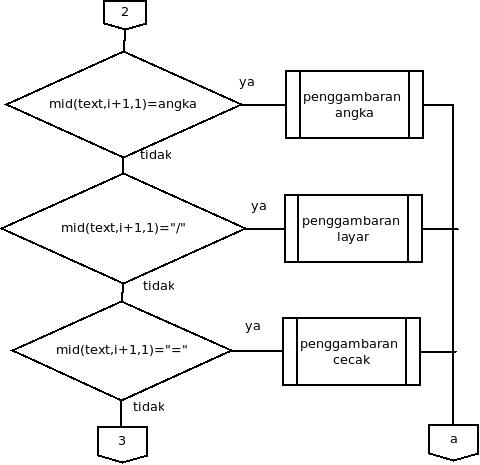 2
mid(text,i+1,1)=angka
ya
penggambaran
angka
tidak
mid(text,i+1,1)="/"
ya
penggambaran
layar
tidak
mid(text,i+1,1)="="
ya
penggambaran
cecak
tidak
3
a